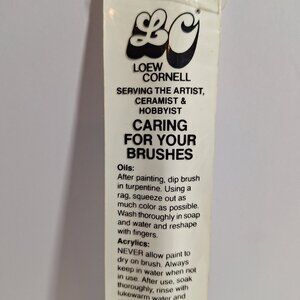 LC
LOEW
CORNELL
SERVING THE ARTIST,
CERAMIST &
HOBBYIST
CARING
FOR YOUR
BRUSHES
Oils:
After painting, dip brush
in turpentine. Using a
rag, squeeze out as
much color as possible.
Wash thoroughly in soap
and water and reshape
with fingers.
Acrylics:
NEVER allow paint to
dry on brush. Always
keep in water when not
in use. After use, soak
thoroughly, rinse with
lukewarm water and